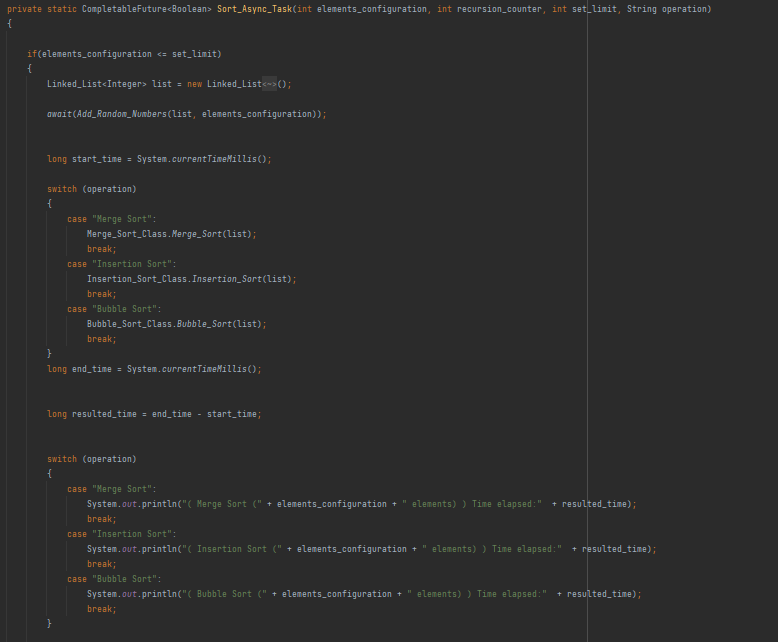 private static CompletableFuture<Boolean> Sort_Async_Task(int elements_configuration, int recursion_counter, int set_limit, String operation)
{
if(elements_configuration <= set_limit)
{
Linked_List<Integer> list = new Linked_List<~>();
await(Add_Random_Numbers(list, elements_configuration));
long start_time = System.currentTimeMillis();
switch (operation)
{
case "Merge Sort":
Merge_Sort_Class.Merge_Sort(list);
break;
case "Insertion Sort":
Insertion_Sort_Class.Insertion_Sort(list);
break;
case "Bubble Sort":
Bubble_Sort_Class.Bubble_Sort(list);
break;
}
long end_time = System.currentTimeMillis();
long resulted_time = end_time - start_time;
switch (operation)
{
case "Merge Sort":
System.out.println("( Merge Sort (" + elements_configuration + " elements) ) Time elapsed:"  + resulted_time);
break;
case "Insertion Sort":
System.out.println("( Insertion Sort (" + elements_configuration + " elements) ) Time elapsed:"  + resulted_time);
break;
case "Bubble Sort":
System.out.println("( Bubble Sort (" + elements_configuration + " elements) ) Time elapsed:"  + resulted_time);
break;
}